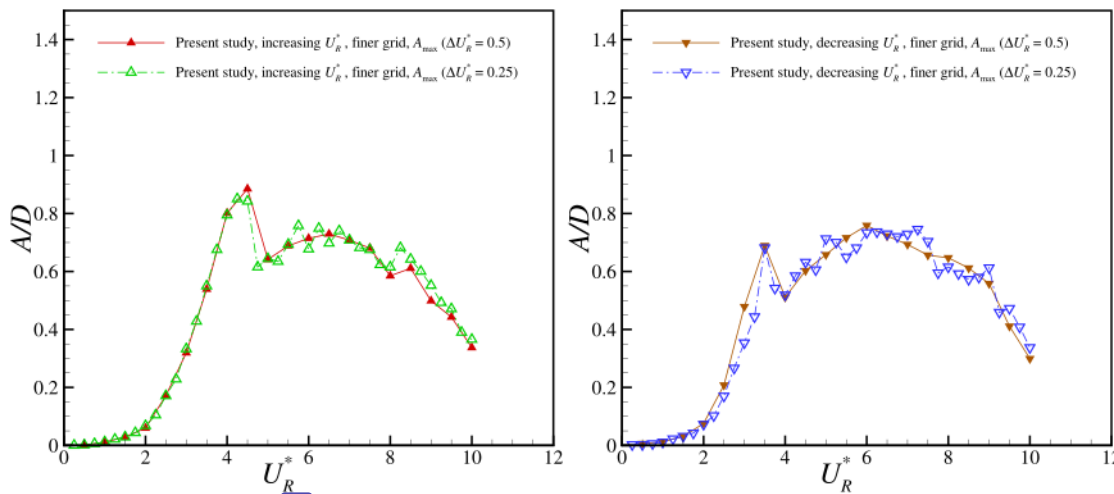 Present study, increasing U*R , finer grid, Amax (ΔU*R = 0.5)
Present study, increasing U*R , finer grid, Amax (ΔU*R = 0.25)
1.4
1.2
1
0.8
0.6
0.4
0.2
0
A/D
0 2 4 6 8 10 12
U*R
Present study, decreasing U*R , finer grid, Amax (ΔU*R = 0.5)
Present study, decreasing U*R , finer grid, Amax (ΔU*R = 0.25)
1.4
1.2
1
0.8
0.6
0.4
0.2
0
A/D
0 2 4 6 8 10 12
U*R